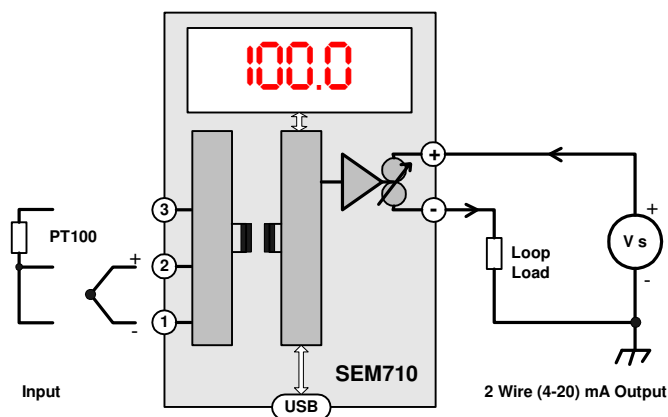 100.0
+
3
-
PT100
+
Loop
Load
V s
2
+
-
1
-
SEM710
Input
USB
2 Wire (4-20) mA Output